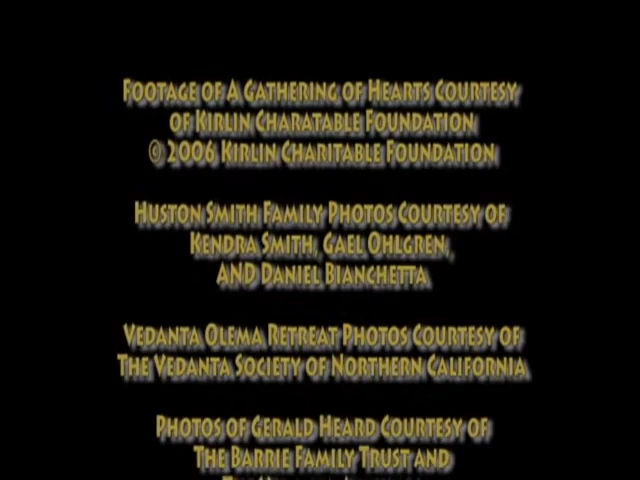 FOOTAGE OF A GATHERING OF HEARTS COURTESY
OF KIRLIN CHARATABLE FOUNDATION
© 2006 KIRLIN CHARITABLE FOUNDATION
HUSTON SMITH FAMILY PHOTOS COURTESY OF
KENDRA SMITH, GAEL OHLGREN,
AND DANIEL BIANCHETTA
VEDANTA OLEMA RETREAT PHOTOS COURTESY OF
THE VEDANTA SOCIETY OF NORTHERN CALIFORNIA
PHOTOS OF GERALD HEARD COURTESY OF
THE BARRIE FAMILY TRUST AND